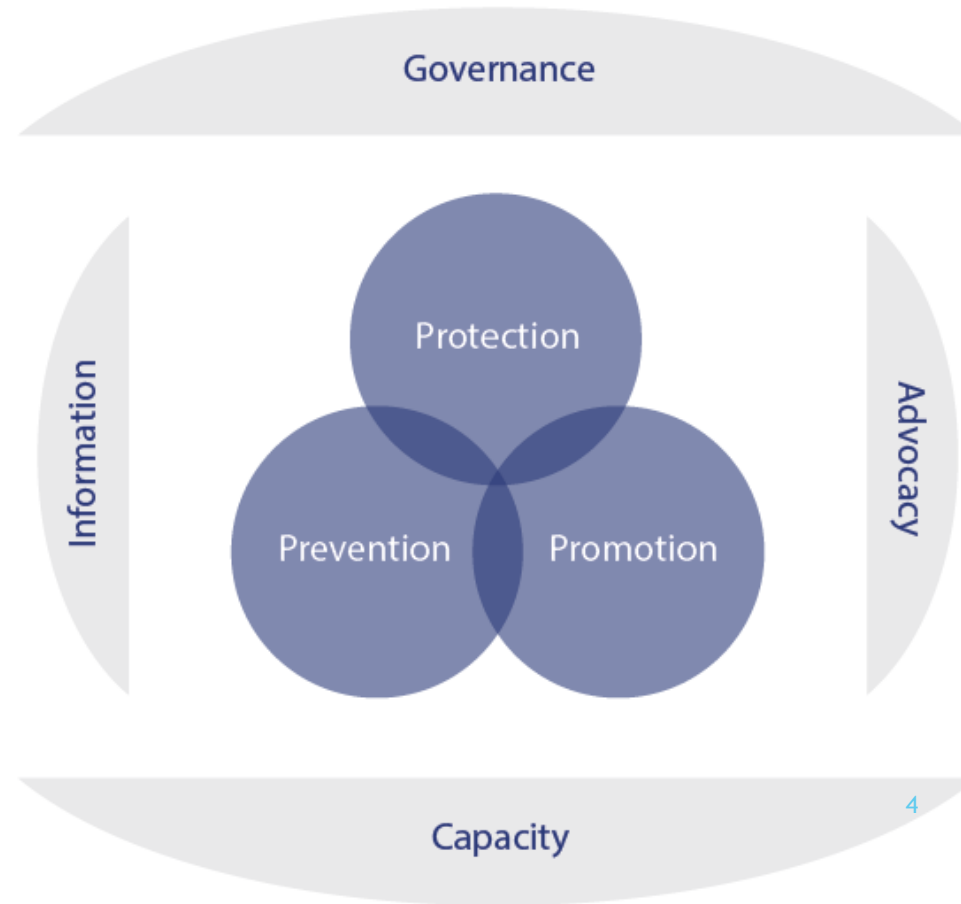 Governance
Protection
Information
Advocacy
Prevention
Promotion
4
Capacity